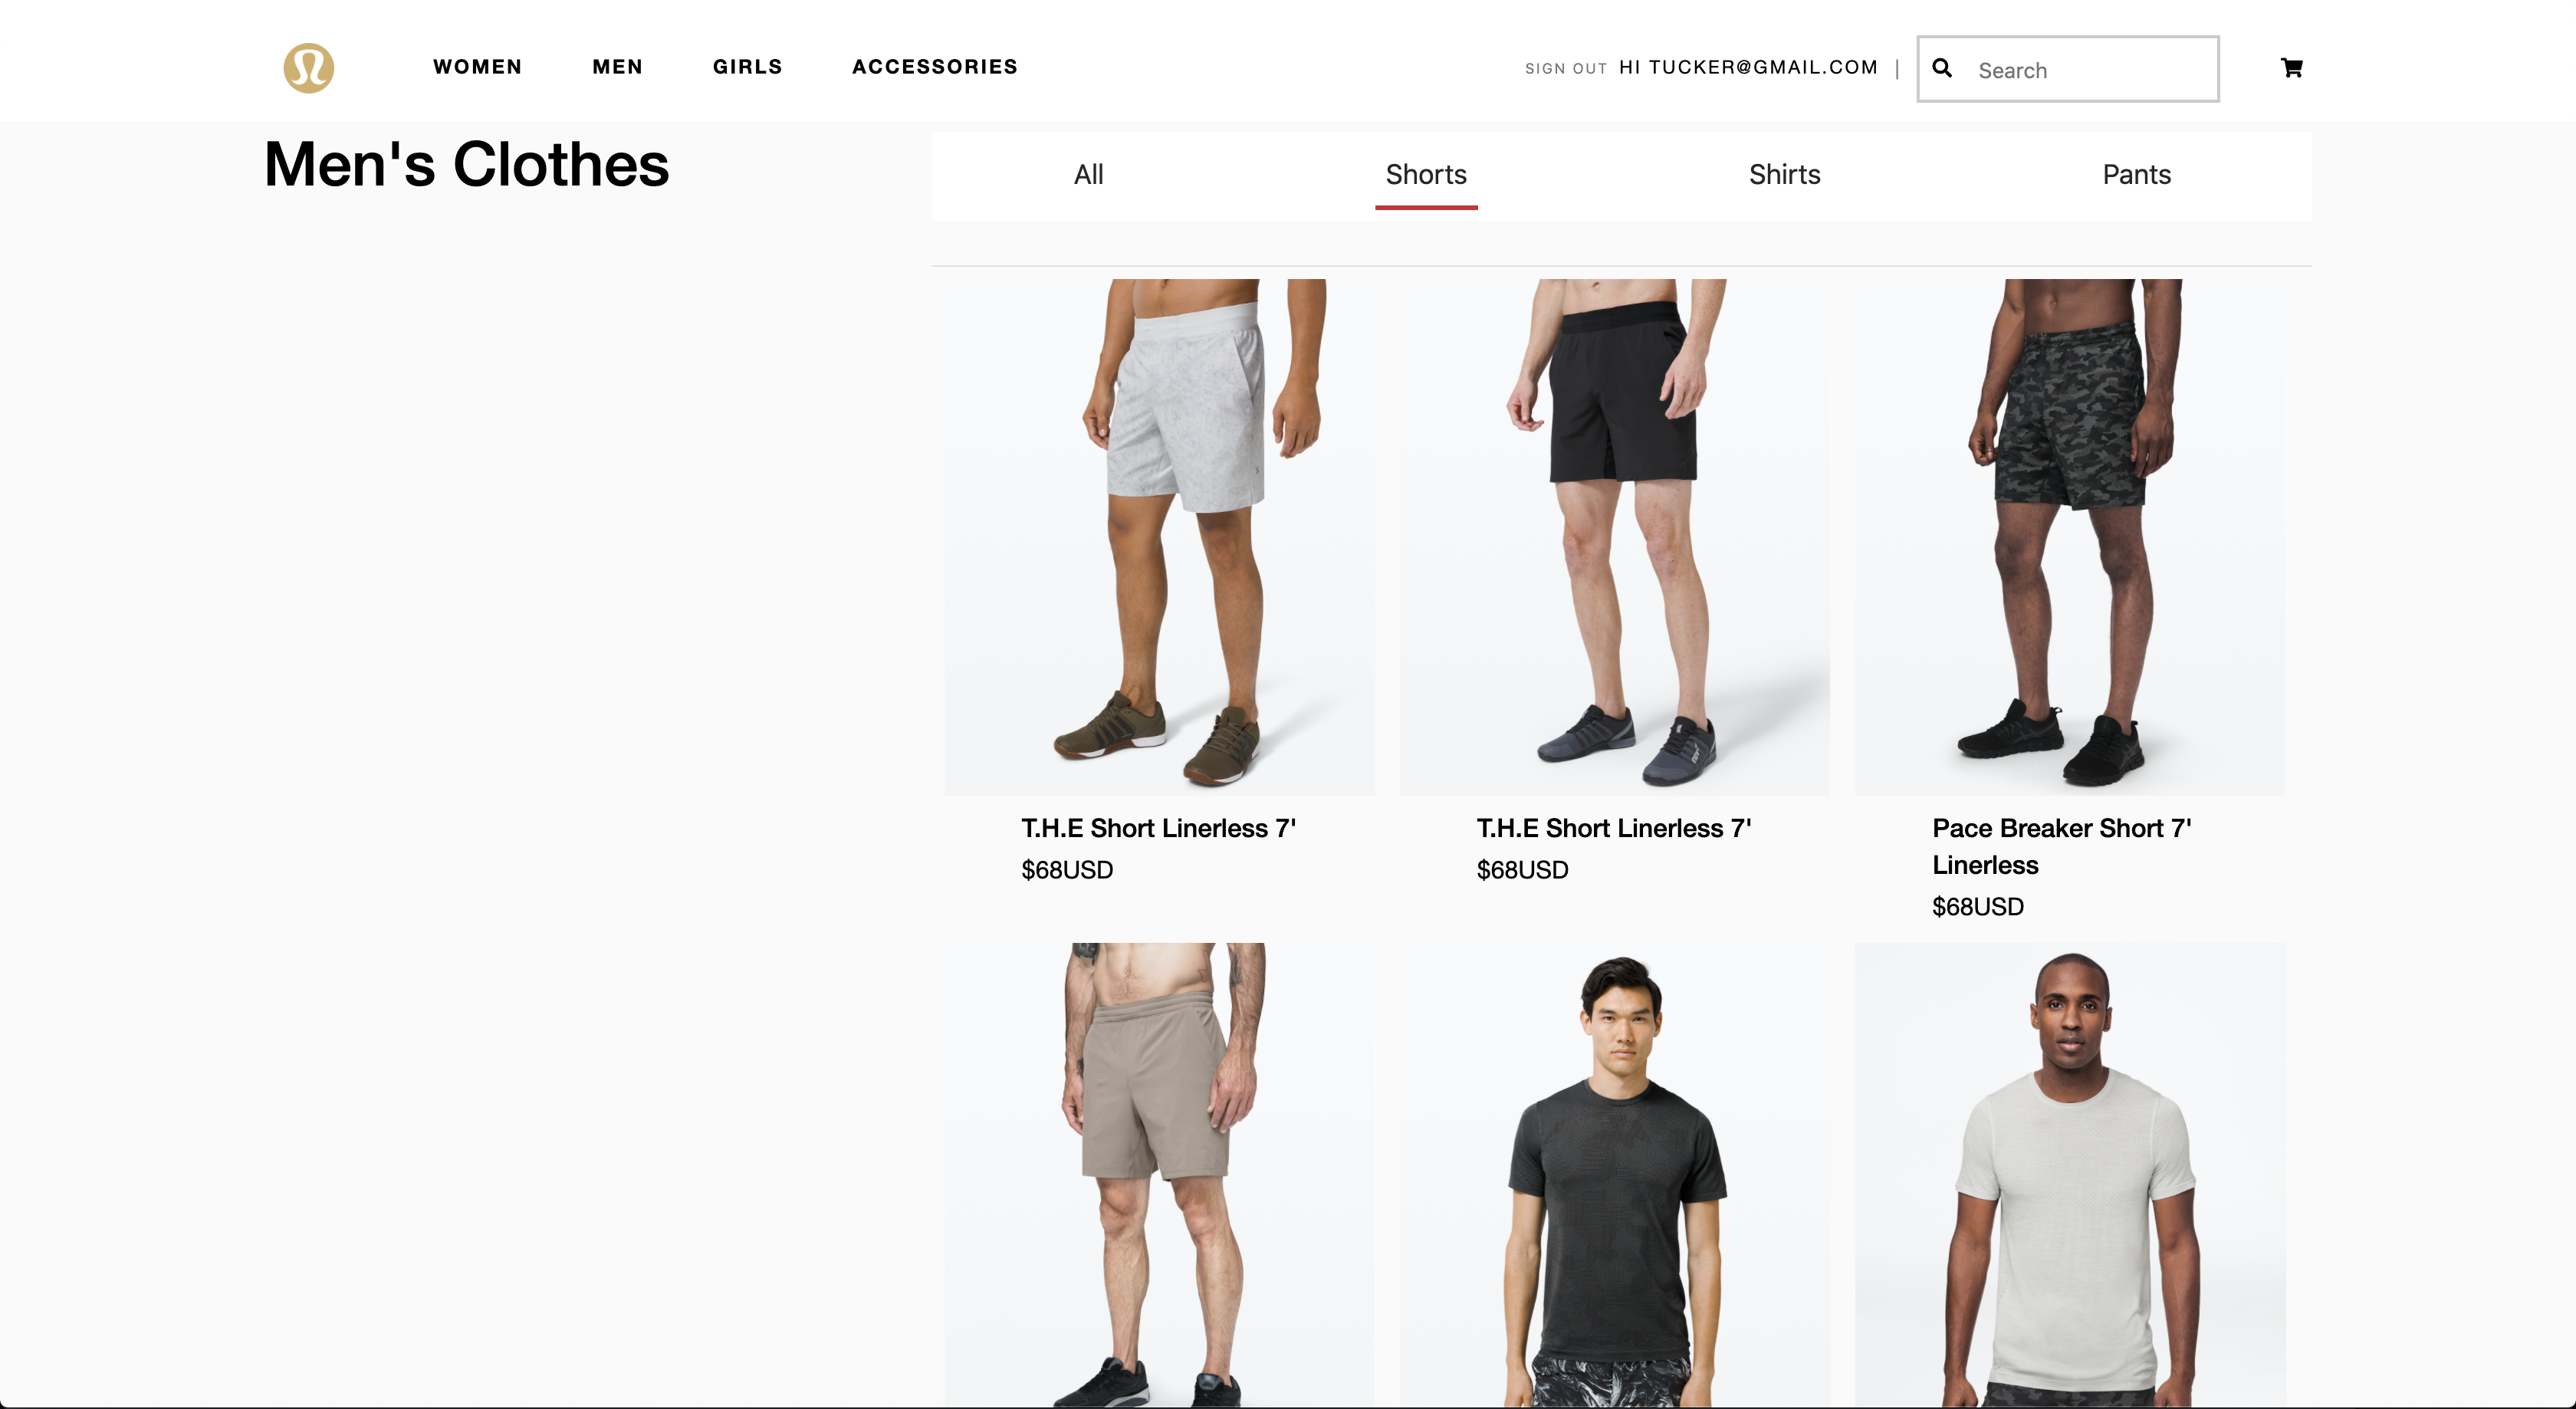 WOMEN MEN GIRLS ACCESSORIES SIGN OUT HI TUCKER@GMAIL.COM | Search
Men's Clothes
All Shorts Shirts Pants
T.H.E Short Linerless 7'
$68USD
T.H.E Short Linerless 7'
$68USD
Pace Breaker Short 7'
Linerless
$68USD